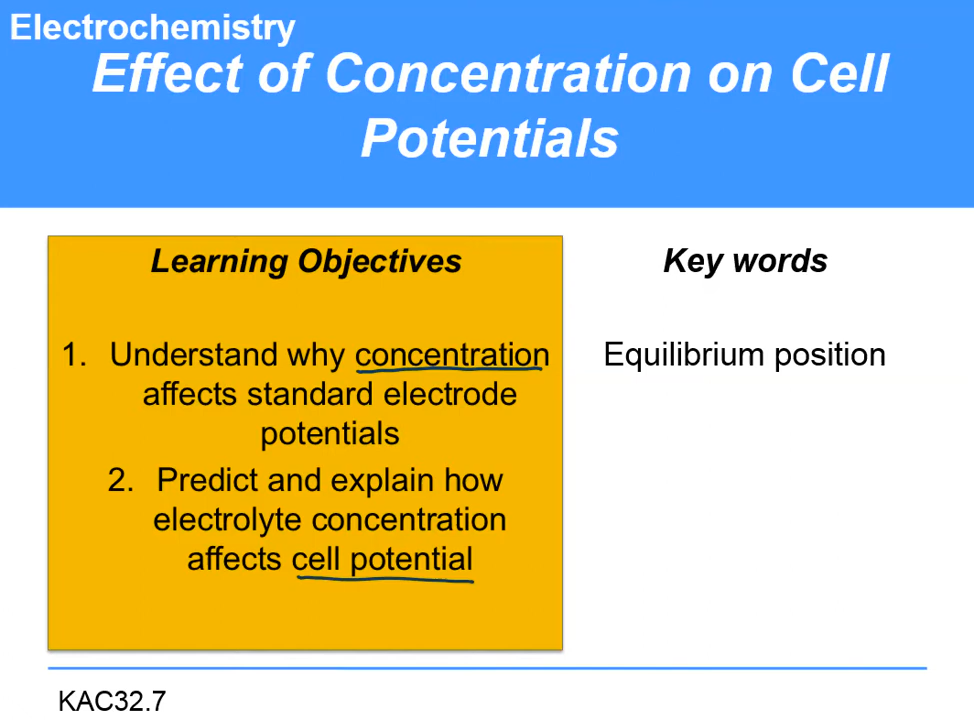 Electrochemistry
Effect of Concentration on Cell
Potentials
Learning Objectives
1. Understand why concentration
affects standard electrode
potentials
2. Predict and explain how
electrolyte concentration
affects cell potential
Key words
Equilibrium position
KAC32.7